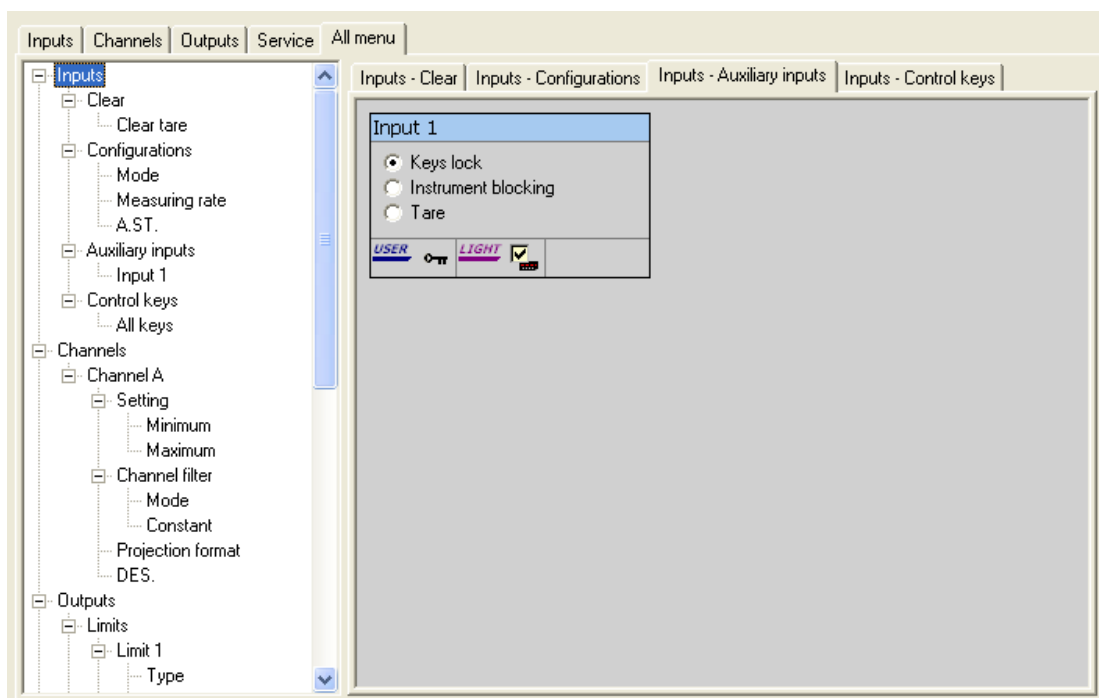 Inputs Channels Outputs Service All menu
Inputs
Clear
Clear tare
Configurations
Mode
Measuring rate
A.ST.
Auxiliary inputs
Input 1
Control keys
All keys
Channels
Channel A
Setting
Minimum
Maximum
Channel filter
Mode
Constant
Projection format
DES.
Outputs
Limits
Limit 1
Type
Inputs - Clear Inputs - Configurations Inputs - Auxiliary inputs Inputs - Control keys
Input 1
Keys lock
Instrument blocking
Tare
USER LIGHT